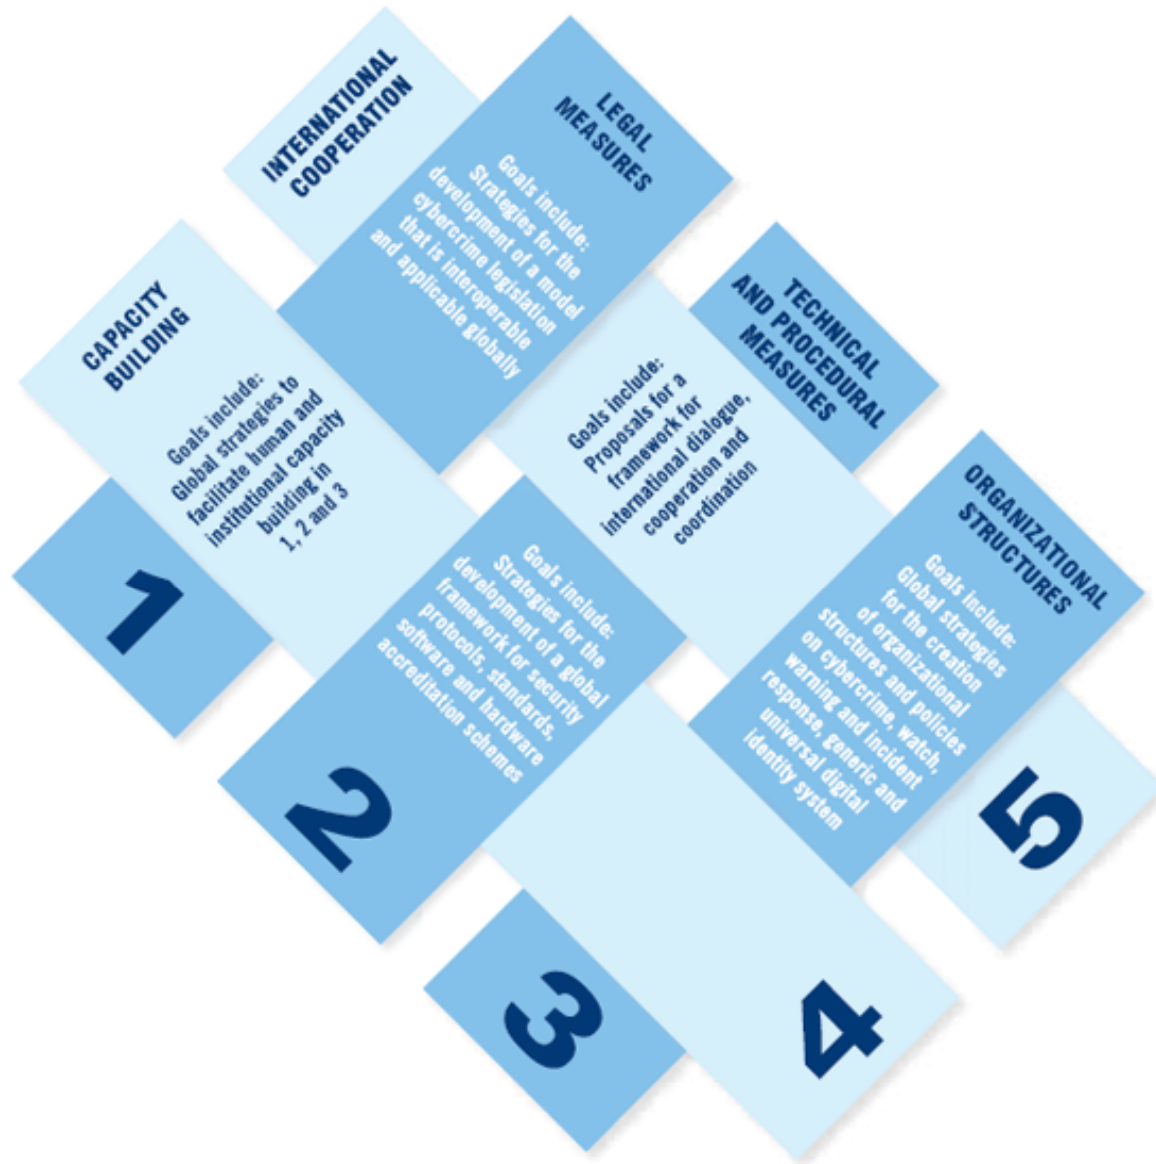 INTERNATIONAL
COOPERATION
LEGAL
MEASURES
Goals include:
Strategies for the
development of a model
cybercrime legislation
that is interoperable
and applicable globally
CAPACITY
BUILDING
Goals include:
Global strategies to
facilitate human and
institutional capacity
building in
1, 2 and 3
TECHNICAL
AND PROCEDURAL
MEASURES
Goals include:
Proposals for a
framework for
international dialogue,
cooperation and
coordination
ORGANIZATIONAL
STRUCTURES
Goals include:
Global strategies
for the creation
of organizational
structures and policies
on cybercrime, watch,
warning and incident
response, generic and
universal digital
identity system
1
Goals include:
Strategies for the
development of a global
framework for security
protocols, standards,
software and hardware
accreditation schemes
2
3
4
5